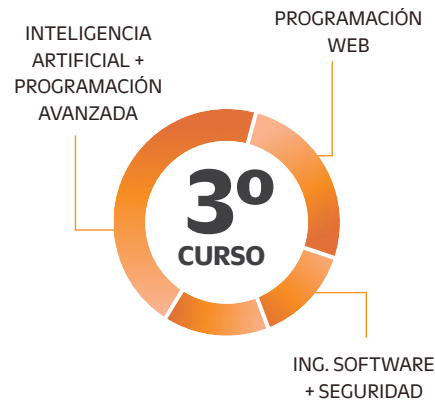 INTELIGENCIA
ARTIFICIAL +
PROGRAMACIÓN
AVANZADA
PROGRAMACIÓN
WEB
3º
CURSO
ING. SOFTWARE
+ SEGURIDAD